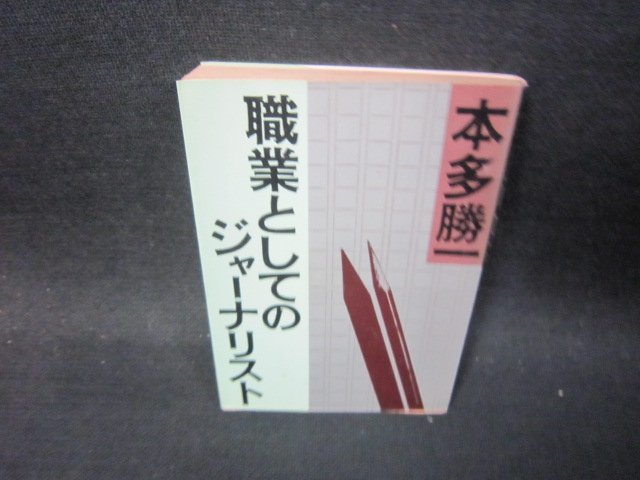 本多勝一
職業としての
ジャーナリスト